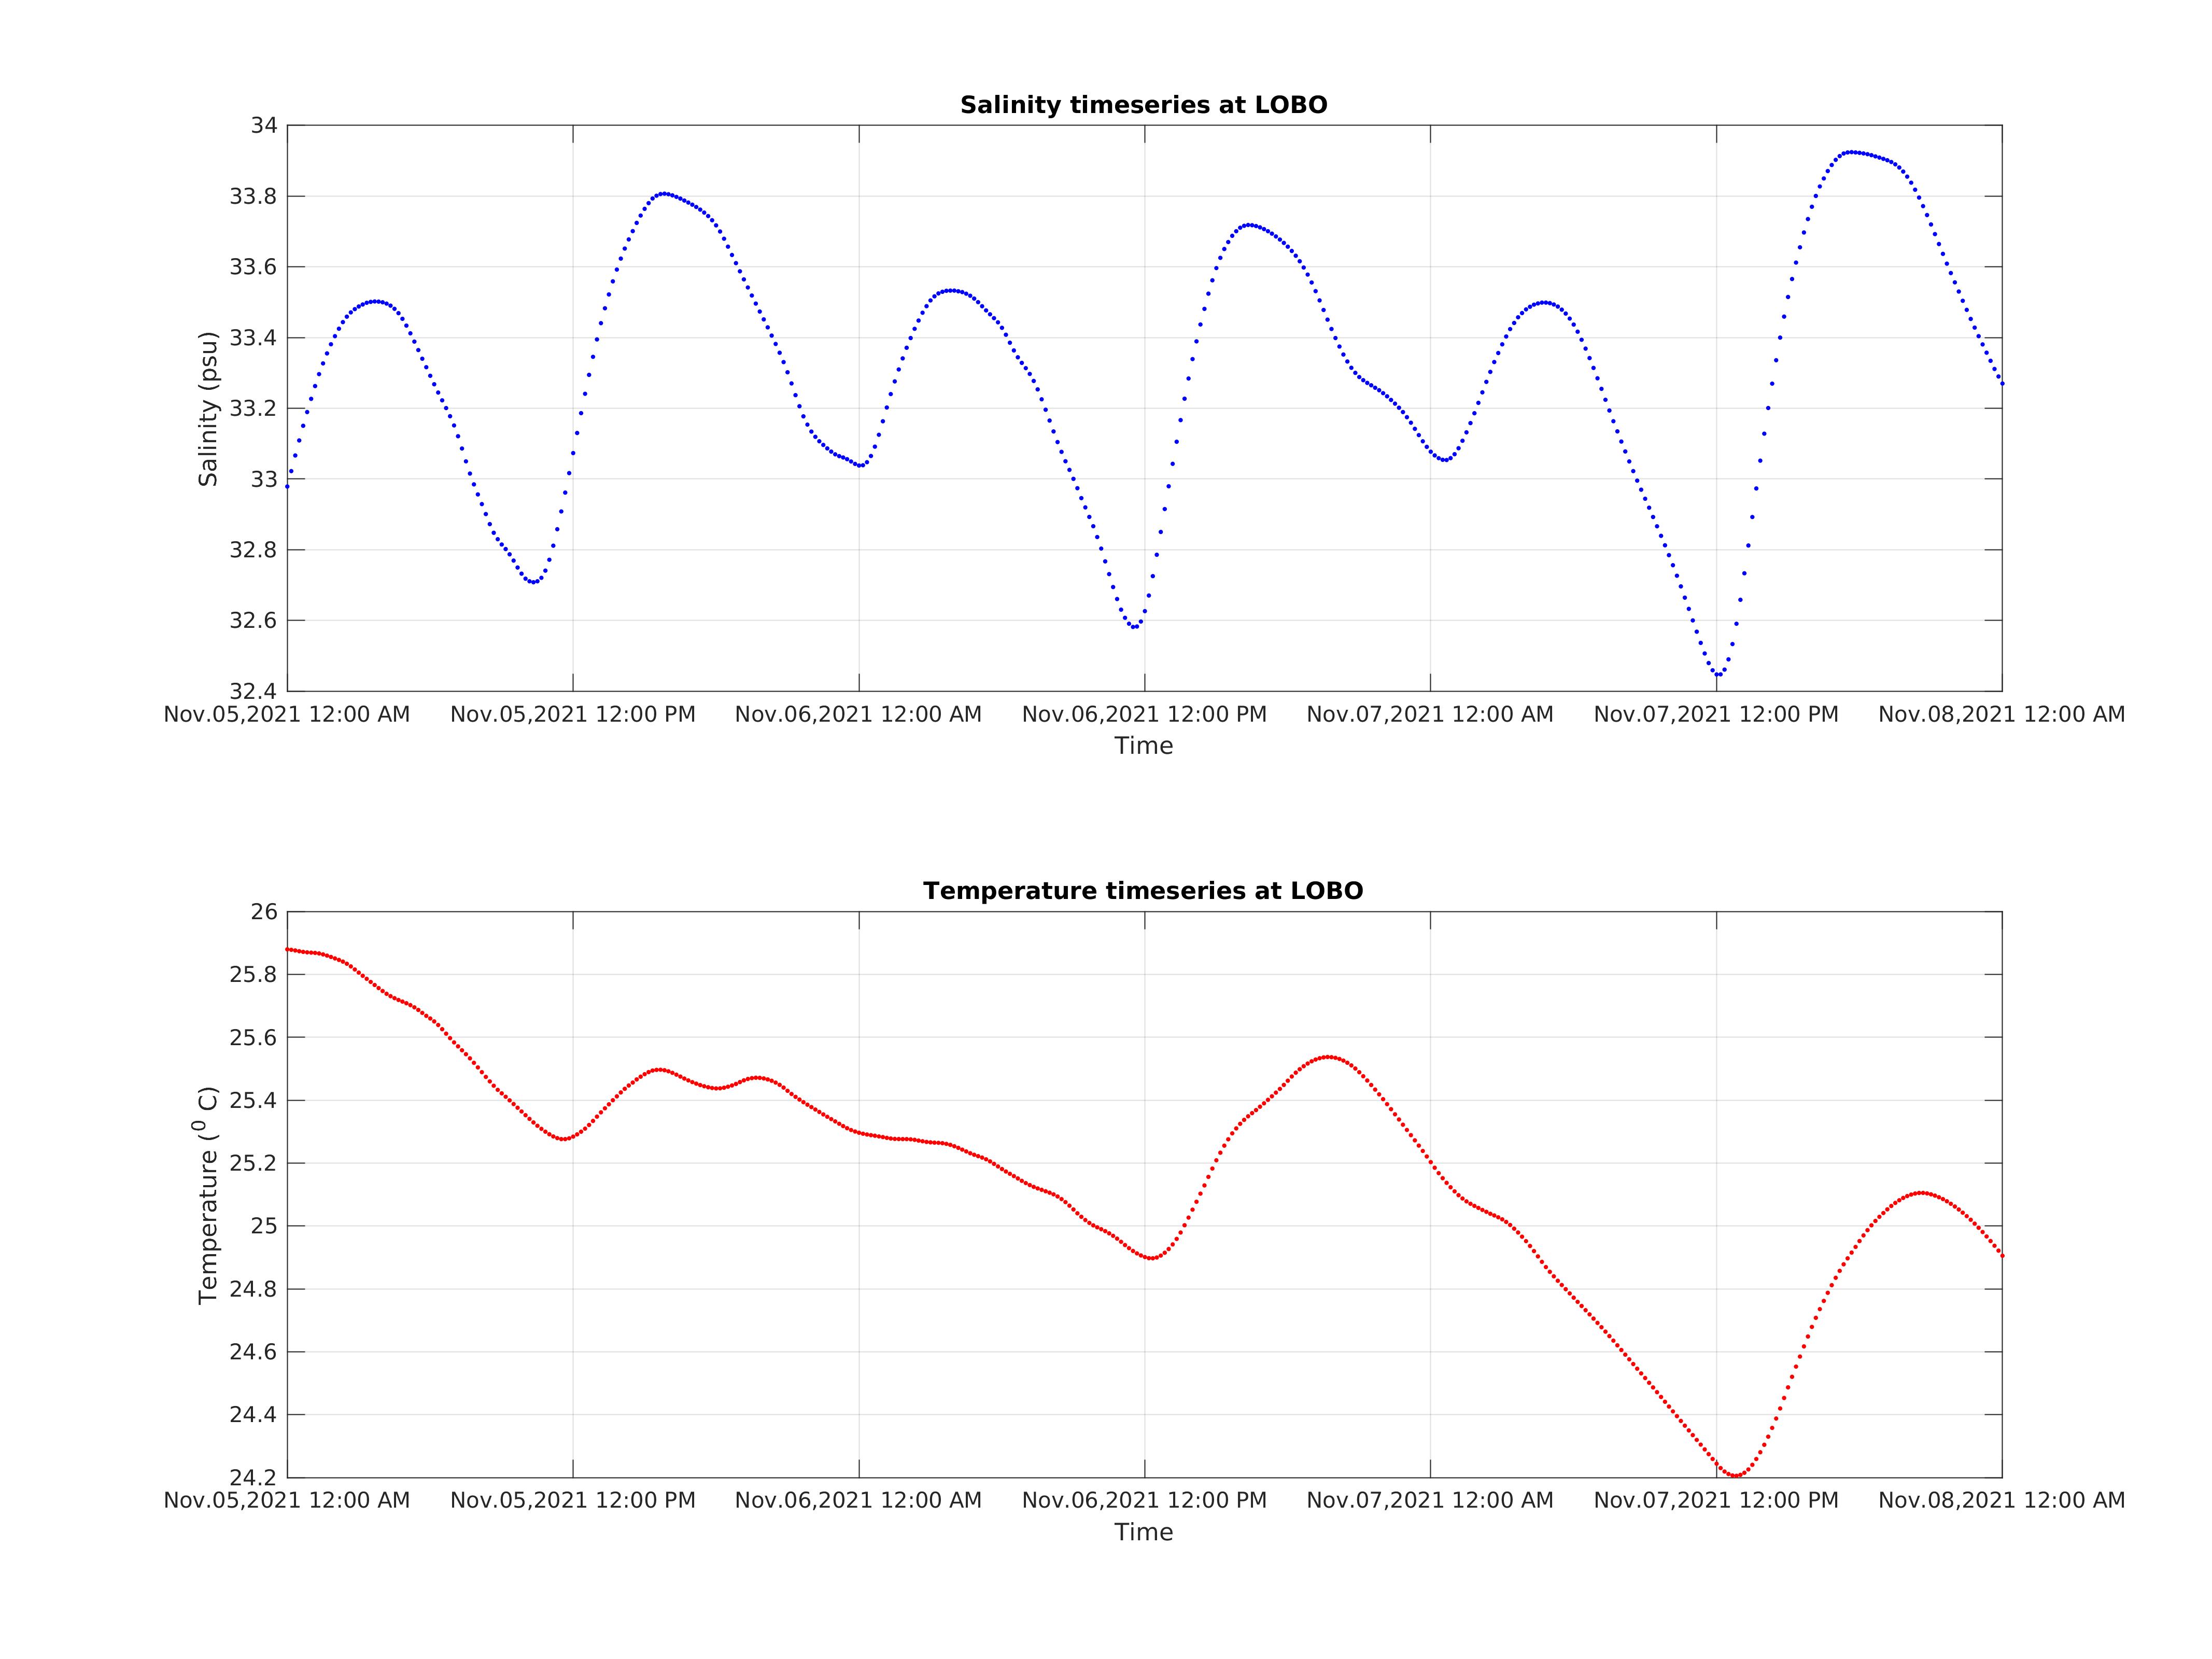 Salinity timeseries at LOBO
34
33.8
33.6
33.4
33.2
33
32.8
32.6
32.4
Salinity (psu)
Nov.05,2021 12:00 AM Nov.05,2021 12:00 PM Nov.06,2021 12:00 AM Nov.06,2021 12:00 PM Nov.07,2021 12:00 AM Nov.07,2021 12:00 PM Nov.08,2021 12:00 AM
Time
Temperature timeseries at LOBO
26
25.8
25.6
25.4
25.2
25
24.8
24.6
24.4
24.2
Temperature (⁰ C)
Nov.05,2021 12:00 AM Nov.05,2021 12:00 PM Nov.06,2021 12:00 AM Nov.06,2021 12:00 PM Nov.07,2021 12:00 AM Nov.07,2021 12:00 PM Nov.08,2021 12:00 AM
Time